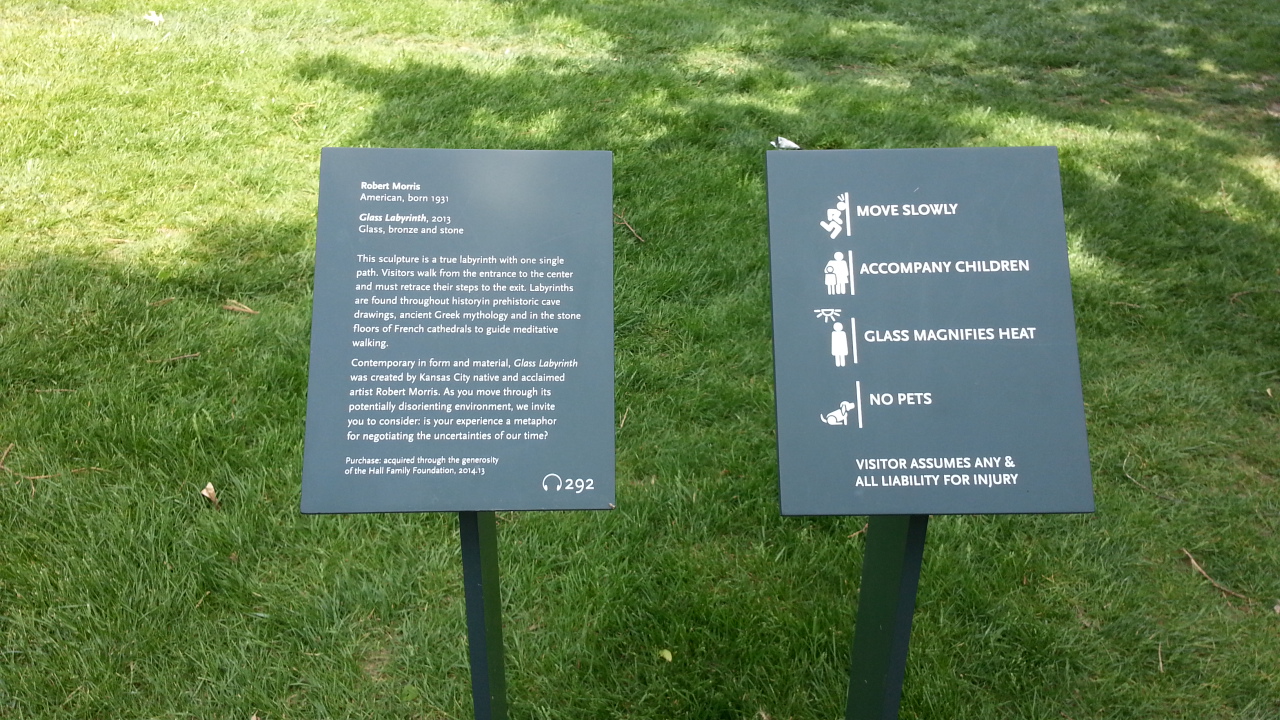 Robert Morris
American, born 1931
Glass Labyrinth, 2013
Glass, bronze and stone
This sculpture is a true labyrinth with one single
path. Visitors walk from the entrance to the center
and must retrace their steps to the exit. Labyrinths
are found throughout historyin prehistoric cave
drawings, ancient Greek mythology and in the stone
floors of French cathedrals to guide meditative
walking.
Contemporary in form and material, Glass Labyrinth
was created by Kansas City native and acclaimed
artist Robert Morris. As you move through its
potentially disorienting environment, we invite
you to consider: is your experience a metaphor
for negotiating the uncertainties of our time?
Purchase: acquired through the generosity
of the Hall Family Foundation, 2014.13
292
MOVE SLOWLY
ACCOMPANY CHILDREN
GLASS MAGNIFIES HEAT
NO PETS
VISITOR ASSUMES ANY &
ALL LIABILITY FOR INJURY